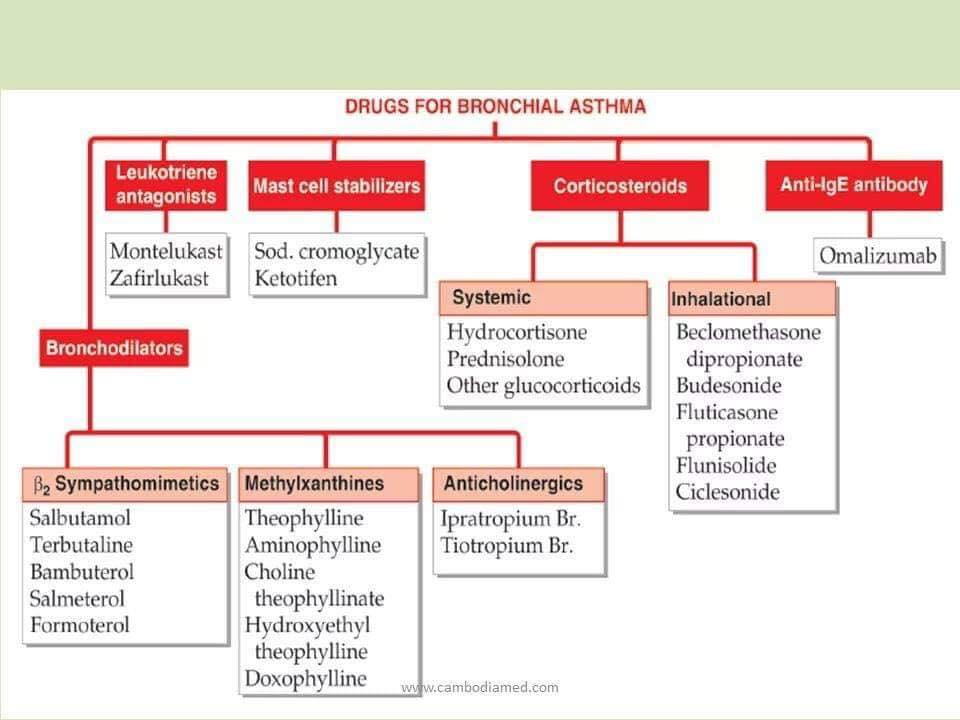 DRUGS FOR BRONCHIAL ASTHMA
Leukotriene
antagonists
Montelukast
Zafirlukast
Mast cell stabilizers
Sod. cromoglycate
Ketotifen
Corticosteroids
Systemic
Hydrocortisone
Prednisolone
Other glucocorticoids
Inhalational
Beclomethasone
dipropionate
Budesonide
Fluticasone
propionate
Flunisolide
Ciclesonide
Anti-IgE antibody
Omalizumab
Bronchodilators
β₂ Sympathomimetics
Salbutamol
Terbutaline
Bambuterol
Salmeterol
Formoterol
Methylxanthines
Theophylline
Aminophylline
Choline
theophyllinate
Hydroxyethyl
theophylline
Doxophylline
Anticholinergics
Ipratropium Br.
Tiotropium Br.
www.cambodiamed.com